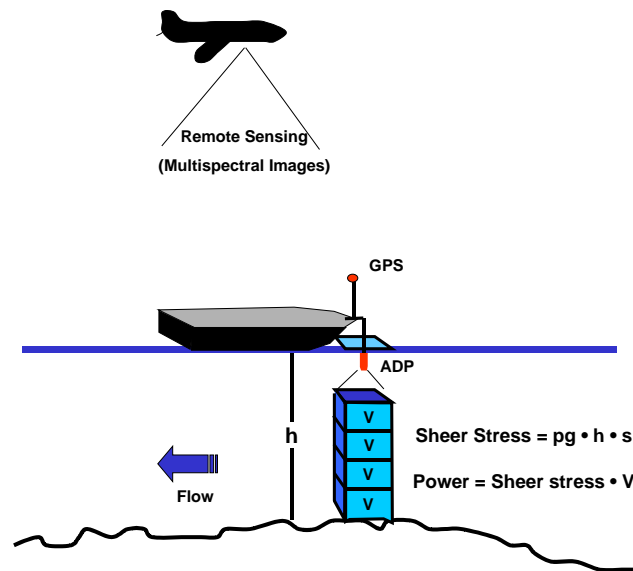 Remote Sensing
(Multispectral Images)
GPS
ADP
V
h
V
Sheer Stress = pg • h • s
V
Power = Sheer stress • V
Flow
V